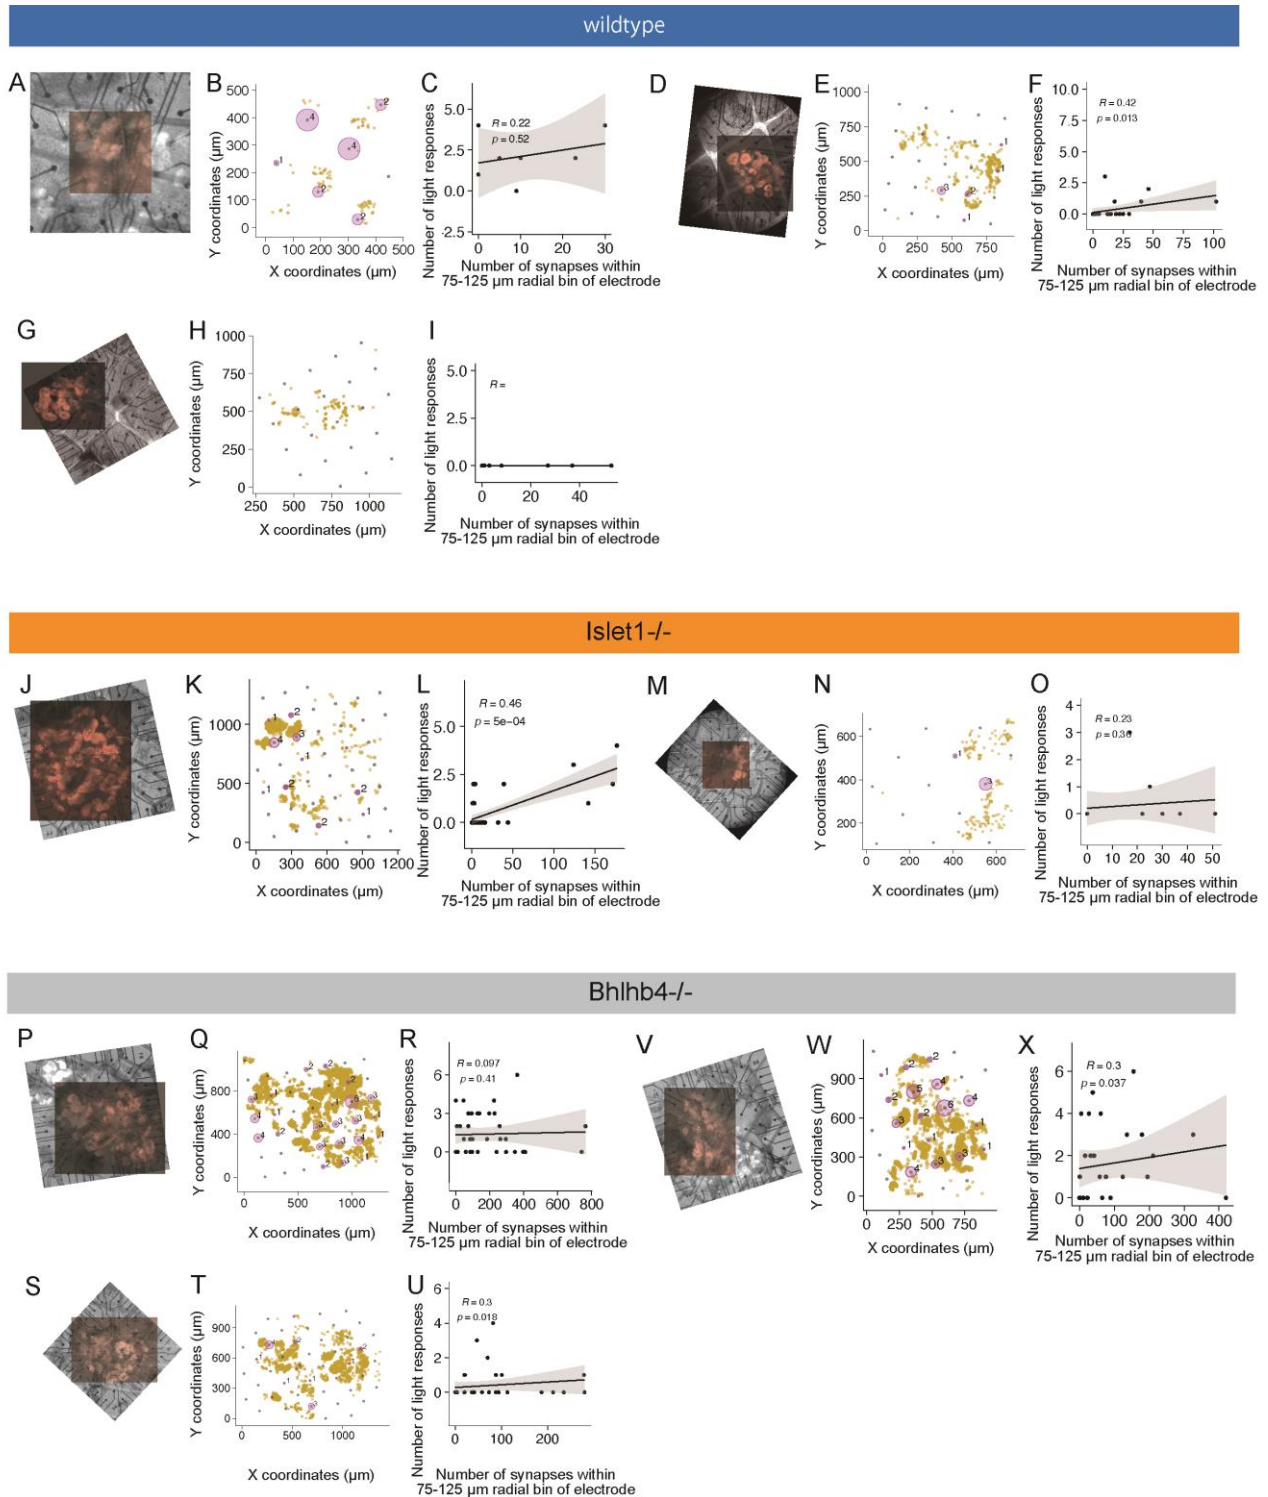 wildtype
A
B
500
400
300
200
100
0
Y coordinates (µm)
0 100 200 300 400 500
X coordinates (µm)
4
2
4
1
2
2
C
5.0
2.5
0.0
-2.5
Number of light responses
R = 0.22
p = 0.52
0 10 20 30
Number of synapses within
75-125 µm radial bin of electrode
D
E
1000
750
500
250
0
Y coordinates (µm)
0 250 500 750
X coordinates (µm)
3
2
1
F
10.0
7.5
5.0
2.5
0.0
Number of light responses
R = 0.42
p = 0.013
0 25 50 75 100
Number of synapses within
75-125 µm radial bin of electrode
G
H
1000
750
500
250
0
Y coordinates (µm)
250 500 750 1000
X coordinates (µm)
I
5.0
2.5
0.0
Number of light responses
R =
0 20 40
Number of synapses within
75-125 µm radial bin of electrode
Islet1-/-
J
K
1000
500
0
Y coordinates (µm)
0 300 600 900 1200
X coordinates (µm)
L
5.0
2.5
0.0
Number of light responses
R = 0.46
p = 5e-04
0 50 100 150
Number of synapses within
75-125 µm radial bin of electrode
M
N
600
400
200
Y coordinates (µm)
0 200 400 600
X coordinates (µm)
1
3
O
4
3
2
1
0
Number of light responses
R = 0.23
0 10 20 30 40 50
Number of synapses within
75-125 µm radial bin of electrode
Bhlhb4-/-
P
Q
800
400
0
Y coordinates (µm)
0 500 1000
X coordinates (µm)
R
6
3
0
Number of light responses
R = 0.097
p = 0.41
0 200 400 600 800
Number of synapses within
75-125 µm radial bin of electrode
V
W
900
600
300
0
Y coordinates (µm)
0 250 500 750
X coordinates (µm)
X
6
4
2
0
Number of light responses
R = 0.3
p = 0.037
0 100 200 300 400
Number of synapses within
75-125 µm radial bin of electrode
S
T
900
600
300
0
Y coordinates (µm)
0 500 1000
X coordinates (µm)
U
6
4
2
0
Number of light responses
R = 0.3
p = 0.018
0 100 200
Number of synapses within
75-125 µm radial bin of electrode